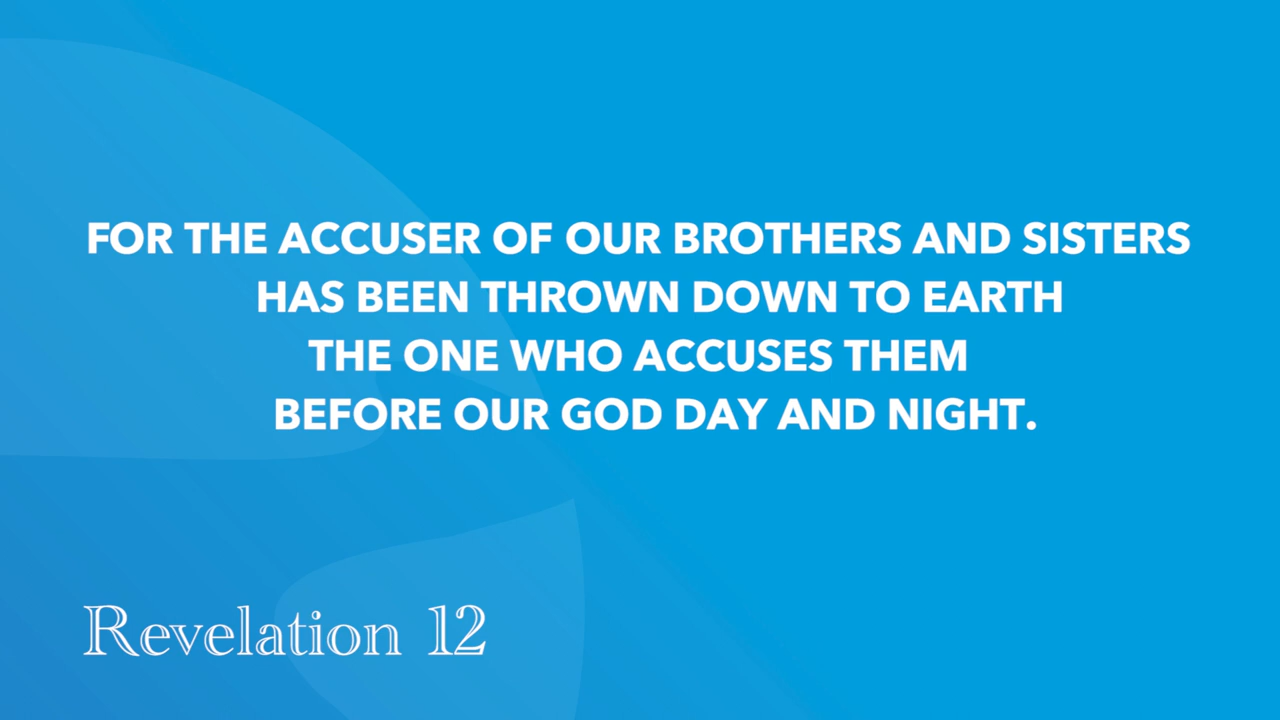 FOR THE ACCUSER OF OUR BROTHERS AND SISTERS
HAS BEEN THROWN DOWN TO EARTH
THE ONE WHO ACCUSES THEM
BEFORE OUR GOD DAY AND NIGHT.
Revelation 12